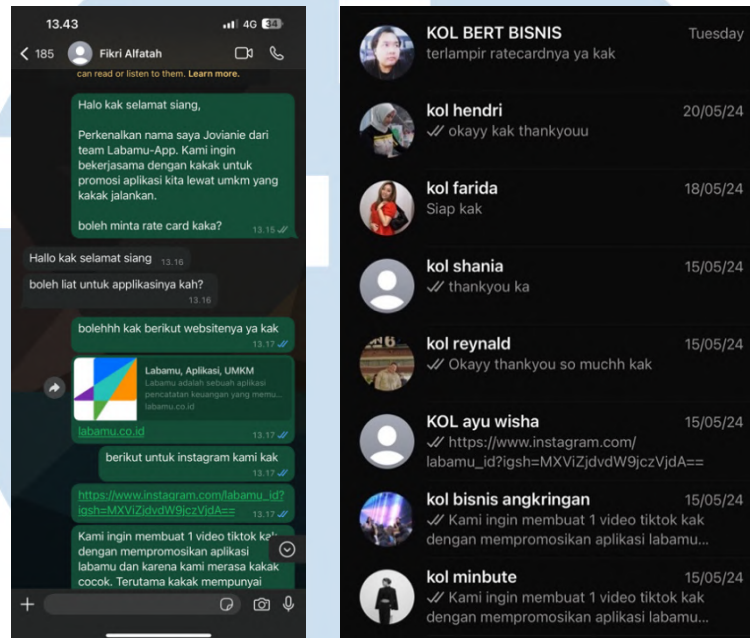 13.43
4G 34
185
Fikri Alfatah
can read or listen to them. Learn more.
Halo kak selamat siang,
Perkenalkan nama saya Jovianie dari
team Labamu-App. Kami ingin
bekerjasama dengan kakak untuk
promosi aplikasi kita lewat umkm yang
kakak jalankan.
boleh minta rate card kaka?
13.15
Hallo kak selamat siang
13.16
boleh liat untuk applikasinya kah?
13.16
bolehhh kak berikut websitenya ya kak
13.17
Labamu, Aplikasi, UMKM
Labamu adalah sebuah aplikasi
pencatatan keuangan yang memu...
labamu.co.id
labamu.co.id
13.17
berikut untuk instagram kami kak
13.17
https://www.instagram.com/labamu_id?
igsh=MXViZjdvdW9jczVjdA==
13.17
Kami ingin membuat 1 video tiktok kak
dengan mempromosikan aplikasi
labamu dan karena kami merasa kakak
cocok. Terutama kakak mempunyai
KOL BERT BISNIS
Tuesday
terlampir ratecardnya ya kak
kol hendri
20/05/24
okayy kak thankyouu
kol farida
18/05/24
Siap kak
kol shania
15/05/24
thankyou ka
kol reynald
15/05/24
Okayy thankyou so muchh kak
KOL ayu wisha
15/05/24
https://www.instagram.com/
labamu_id?igsh=MXViZjdvdW9jczVjdA==
kol bisnis angkringan
15/05/24
Kami ingin membuat 1 video tiktok kak
dengan mempromosikan aplikasi labamu...
kol minbute
15/05/24
Kami ingin membuat 1 video tiktok kak
dengan mempromosikan aplikasi labamu...